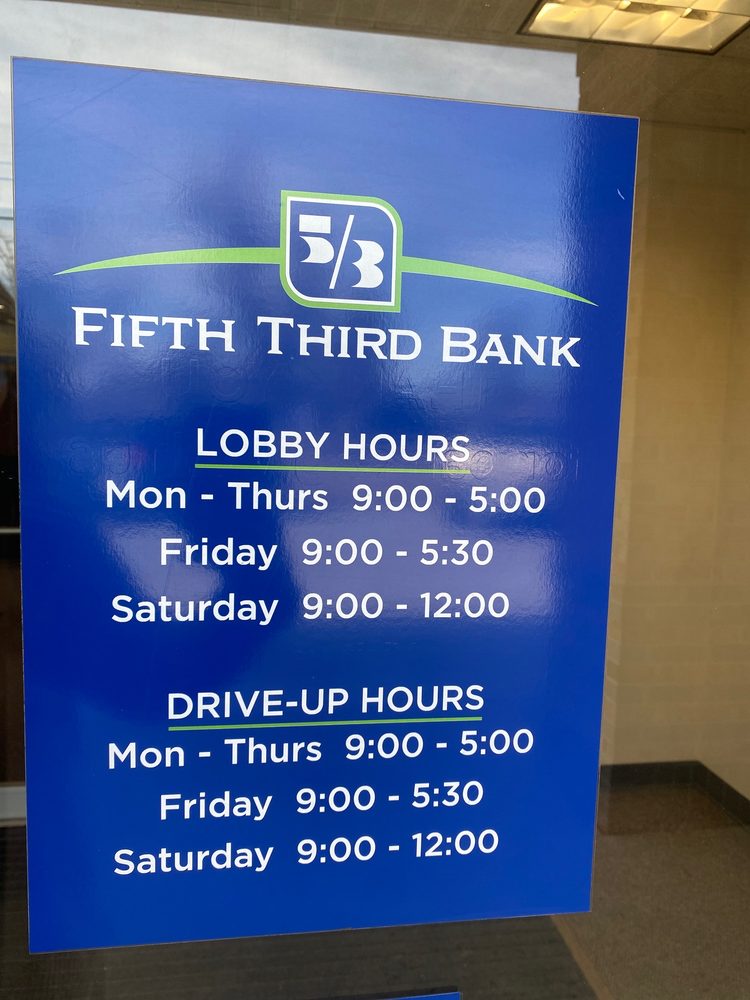 5/3
FIFTH THIRD BANK
LOBBY HOURS
Mon - Thurs 9:00 - 5:00
Friday 9:00 - 5:30
Saturday 9:00 - 12:00
DRIVE-UP HOURS
Mon - Thurs 9:00 - 5:00
Friday 9:00 - 5:30
Saturday 9:00 - 12:00